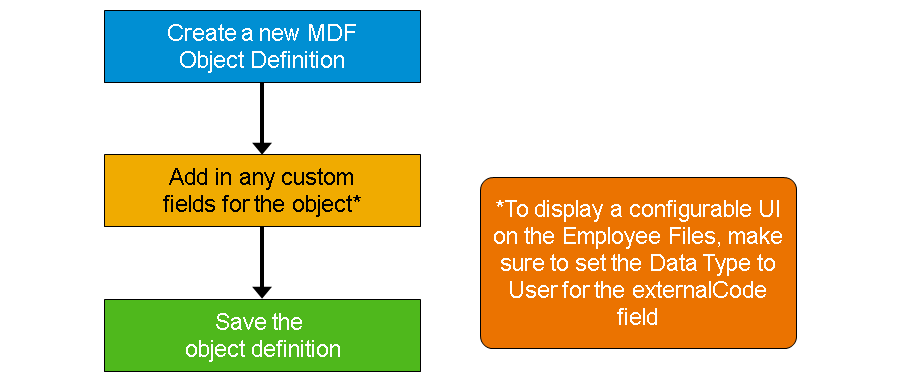 Create a new MDF
Object Definition
Add in any custom
fields for the object*
*To display a configurable UI
on the Employee Files, make
sure to set the Data Type to
User for the externalCode
field
Save the
object definition